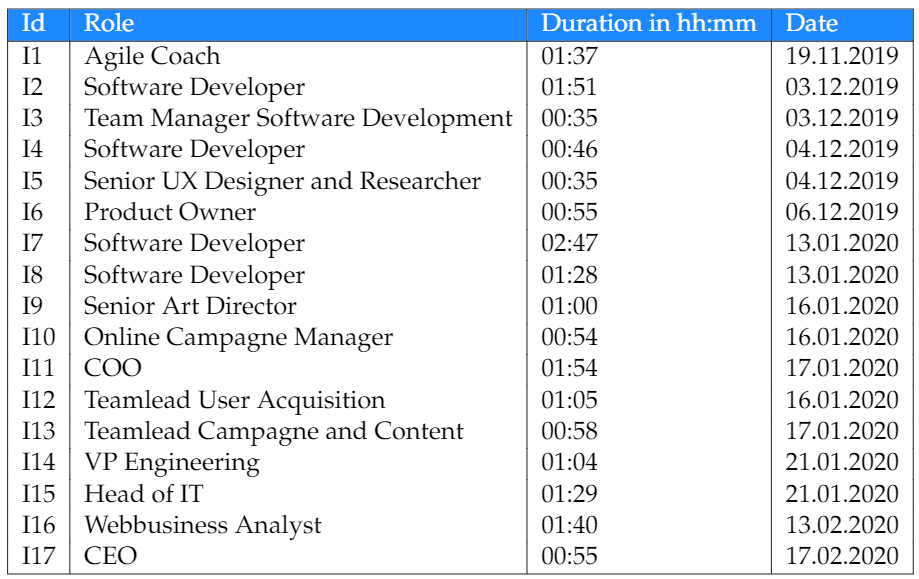 Id Role Duration in hh:mm Date
I1 Agile Coach 01:37 19.11.2019
I2 Software Developer 01:51 03.12.2019
I3 Team Manager Software Development 00:35 03.12.2019
I4 Software Developer 00:46 04.12.2019
I5 Senior UX Designer and Researcher 00:35 04.12.2019
I6 Product Owner 00:55 06.12.2019
I7 Software Developer 02:47 13.01.2020
I8 Software Developer 01:28 13.01.2020
I9 Senior Art Director 01:00 16.01.2020
I10 Online Campagne Manager 00:54 16.01.2020
I11 COO 01:54 17.01.2020
I12 Teamlead User Acquisition 01:05 16.01.2020
I13 Teamlead Campagne and Content 00:58 17.01.2020
I14 VP Engineering 01:04 21.01.2020
I15 Head of IT 01:29 21.01.2020
I16 Webbusiness Analyst 01:40 13.02.2020
I17 CEO 00:55 17.02.2020